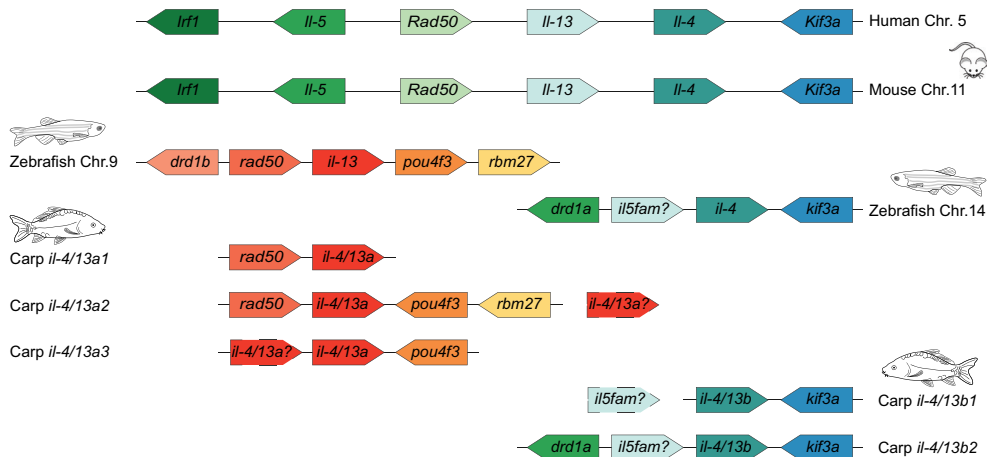 Irf1 Il-5 Rad50 Il-13 Il-4 Kif3a Human Chr. 5
Irf1 Il-5 Rad50 Il-13 Il-4 Kif3a Mouse Chr.11
Zebrafish Chr.9 drd1b rad50 il-13 pou4f3 rbm27
drd1a il5fam? il-4 kif3a Zebrafish Chr.14
Carp il-4/13a1 rad50 il-4/13a
Carp il-4/13a2 rad50 il-4/13a pou4f3 rbm27 il-4/13a?
Carp il-4/13a3 il-4/13a? il-4/13a pou4f3
il5fam? il-4/13b kif3a Carp il-4/13b1
drd1a il5fam? il-4/13b kif3a Carp il-4/13b2